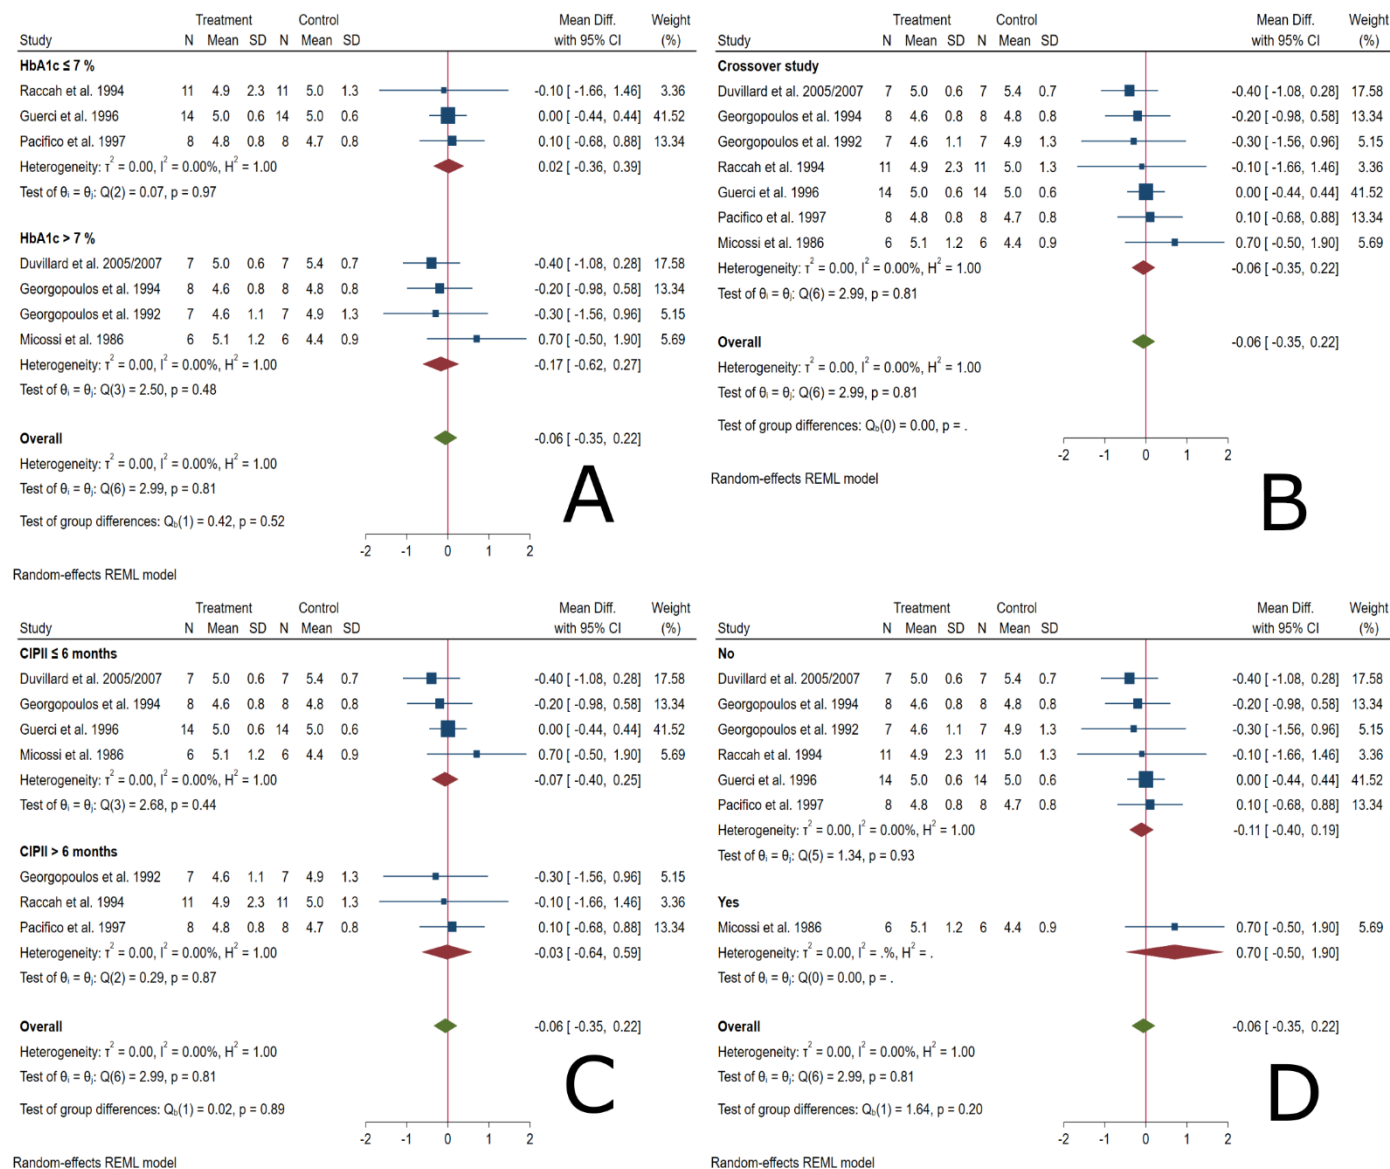 Treatment Control Mean Diff. Weight
Study N Mean SD N Mean SD with 95% CI (%)
HbA1c ≤ 7 %
Raccah et al. 1994 11 4.9 2.3 11 5.0 1.3 -0.10 [ -1.66, 1.46] 3.36
Guerci et al. 1996 14 5.0 0.6 14 5.0 0.6 0.00 [ -0.44, 0.44] 41.52
Pacifico et al. 1997 8 4.8 0.8 8 4.7 0.8 0.10 [ -0.68, 0.88] 13.34
Heterogeneity: τ² = 0.00, I² = 0.00%, H² = 1.00 0.02 [ -0.36, 0.39]
Test of θᵢ = θⱼ: Q(2) = 0.07, p = 0.97
HbA1c > 7 %
Duvillard et al. 2005/2007 7 5.0 0.6 7 5.4 0.7 -0.40 [ -1.08, 0.28] 17.58
Georgopoulos et al. 1994 8 4.6 0.8 8 4.8 0.8 -0.20 [ -0.98, 0.58] 13.34
Georgopoulos et al. 1992 7 4.6 1.1 7 4.9 1.3 -0.30 [ -1.56, 0.96] 5.15
Micossi et al. 1986 6 5.1 1.2 6 4.4 0.9 0.70 [ -0.50, 1.90] 5.69
Heterogeneity: τ² = 0.00, I² = 0.00%, H² = 1.00 -0.17 [ -0.62, 0.27]
Test of θᵢ = θⱼ: Q(3) = 2.50, p = 0.48
Overall -0.06 [ -0.35, 0.22]
Heterogeneity: τ² = 0.00, I² = 0.00%, H² = 1.00
Test of θᵢ = θⱼ: Q(6) = 2.99, p = 0.81
Test of group differences: Q_b(1) = 0.42, p = 0.52
A
-2 -1 0 1 2
Random-effects REML model
Treatment Control Mean Diff. Weight
Study N Mean SD N Mean SD with 95% CI (%)
Crossover study
Duvillard et al. 2005/2007 7 5.0 0.6 7 5.4 0.7 -0.40 [ -1.08, 0.28] 17.58
Georgopoulos et al. 1994 8 4.6 0.8 8 4.8 0.8 -0.20 [ -0.98, 0.58] 13.34
Georgopoulos et al. 1992 7 4.6 1.1 7 4.9 1.3 -0.30 [ -1.56, 0.96] 5.15
Raccah et al. 1994 11 4.9 2.3 11 5.0 1.3 -0.10 [ -1.66, 1.46] 3.36
Guerci et al. 1996 14 5.0 0.6 14 5.0 0.6 0.00 [ -0.44, 0.44] 41.52
Pacifico et al. 1997 8 4.8 0.8 8 4.7 0.8 0.10 [ -0.68, 0.88] 13.34
Micossi et al. 1986 6 5.1 1.2 6 4.4 0.9 0.70 [ -0.50, 1.90] 5.69
Heterogeneity: τ² = 0.00, I² = 0.00%, H² = 1.00 -0.06 [ -0.35, 0.22]
Test of θᵢ = θⱼ: Q(6) = 2.99, p = 0.81
Overall -0.06 [ -0.35, 0.22]
Heterogeneity: τ² = 0.00, I² = 0.00%, H² = 1.00
Test of θᵢ = θⱼ: Q(6) = 2.99, p = 0.81
Test of group differences: Q_b(0) = 0.00, p = .
-2 -1 0 1 2
Random-effects REML model
B
Treatment Control Mean Diff. Weight
Study N Mean SD N Mean SD with 95% CI (%)
CIPII ≤ 6 months
Duvillard et al. 2005/2007 7 5.0 0.6 7 5.4 0.7 -0.40 [ -1.08, 0.28] 17.58
Georgopoulos et al. 1994 8 4.6 0.8 8 4.8 0.8 -0.20 [ -0.98, 0.58] 13.34
Guerci et al. 1996 14 5.0 0.6 14 5.0 0.6 0.00 [ -0.44, 0.44] 41.52
Micossi et al. 1986 6 5.1 1.2 6 4.4 0.9 0.70 [ -0.50, 1.90] 5.69
Heterogeneity: τ² = 0.00, I² = 0.00%, H² = 1.00 -0.07 [ -0.40, 0.25]
Test of θᵢ = θⱼ: Q(3) = 2.68, p = 0.44
CIPII > 6 months
Georgopoulos et al. 1992 7 4.6 1.1 7 4.9 1.3 -0.30 [ -1.56, 0.96] 5.15
Raccah et al. 1994 11 4.9 2.3 11 5.0 1.3 -0.10 [ -1.66, 1.46] 3.36
Pacifico et al. 1997 8 4.8 0.8 8 4.7 0.8 0.10 [ -0.68, 0.88] 13.34
Heterogeneity: τ² = 0.00, I² = 0.00%, H² = 1.00 -0.03 [ -0.64, 0.59]
Test of θᵢ = θⱼ: Q(2) = 0.29, p = 0.87
Overall -0.06 [ -0.35, 0.22]
Heterogeneity: τ² = 0.00, I² = 0.00%, H² = 1.00
Test of θᵢ = θⱼ: Q(6) = 2.99, p = 0.81
Test of group differences: Q_b(1) = 0.02, p = 0.89
C
-2 -1 0 1 2
Random-effects REML model
Treatment Control Mean Diff. Weight
Study N Mean SD N Mean SD with 95% CI (%)
No
Duvillard et al. 2005/2007 7 5.0 0.6 7 5.4 0.7 -0.40 [ -1.08, 0.28] 17.58
Georgopoulos et al. 1994 8 4.6 0.8 8 4.8 0.8 -0.20 [ -0.98, 0.58] 13.34
Georgopoulos et al. 1992 7 4.6 1.1 7 4.9 1.3 -0.30 [ -1.56, 0.96] 5.15
Raccah et al. 1994 11 4.9 2.3 11 5.0 1.3 -0.10 [ -1.66, 1.46] 3.36
Guerci et al. 1996 14 5.0 0.6 14 5.0 0.6 0.00 [ -0.44, 0.44] 41.52
Pacifico et al. 1997 8 4.8 0.8 8 4.7 0.8 0.10 [ -0.68, 0.88] 13.34
Heterogeneity: τ² = 0.00, I² = 0.00%, H² = 1.00 -0.11 [ -0.40, 0.19]
Test of θᵢ = θⱼ: Q(5) = 1.34, p = 0.93
Yes
Micossi et al. 1986 6 5.1 1.2 6 4.4 0.9 0.70 [ -0.50, 1.90] 5.69
Heterogeneity: τ² = 0.00, I² = .%, H² = . 0.70 [ -0.50, 1.90]
Test of θᵢ = θⱼ: Q(0) = 0.00, p = .
Overall -0.06 [ -0.35, 0.22]
Heterogeneity: τ² = 0.00, I² = 0.00%, H² = 1.00
Test of θᵢ = θⱼ: Q(6) = 2.99, p = 0.81
Test of group differences: Q_b(1) = 1.64, p = 0.20
D
-2 -1 0 1 2
Random-effects REML model